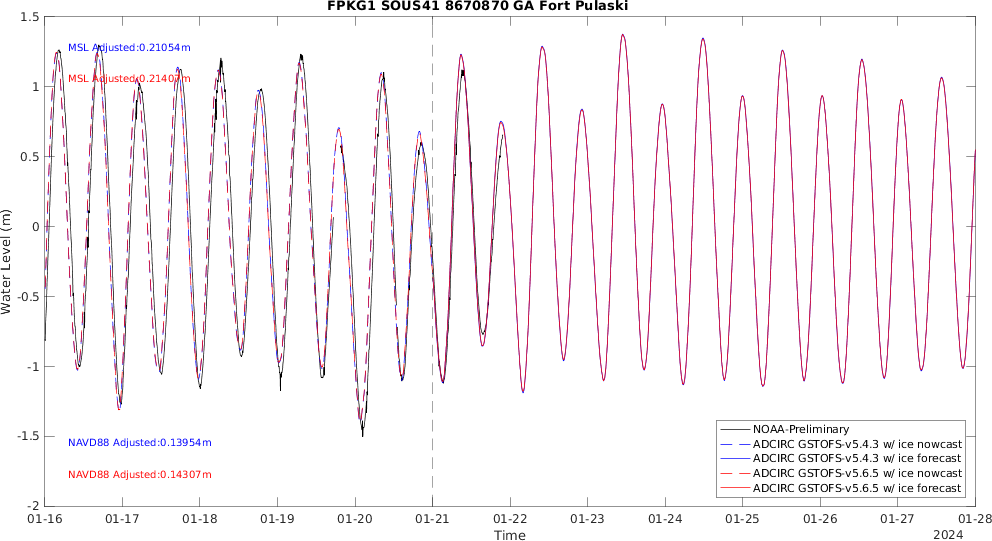 FPKG1 SOUS41 8670870 GA Fort Pulaski
MSL Adjusted:0.21054m
MSL Adjusted:0.21407m
NAVD88 Adjusted:0.13954m
NAVD88 Adjusted:0.14307m
Water Level (m)
1.5
1
0.5
0
-0.5
-1
-1.5
-2
NOAA-Preliminary
ADCIRC GSTOFS-v5.4.3 w/ ice nowcast
ADCIRC GSTOFS-v5.4.3 w/ ice forecast
ADCIRC GSTOFS-v5.6.5 w/ ice nowcast
ADCIRC GSTOFS-v5.6.5 w/ ice forecast
01-16 01-17 01-18 01-19 01-20 01-21 01-22 01-23 01-24 01-25 01-26 01-27 01-28
Time
2024